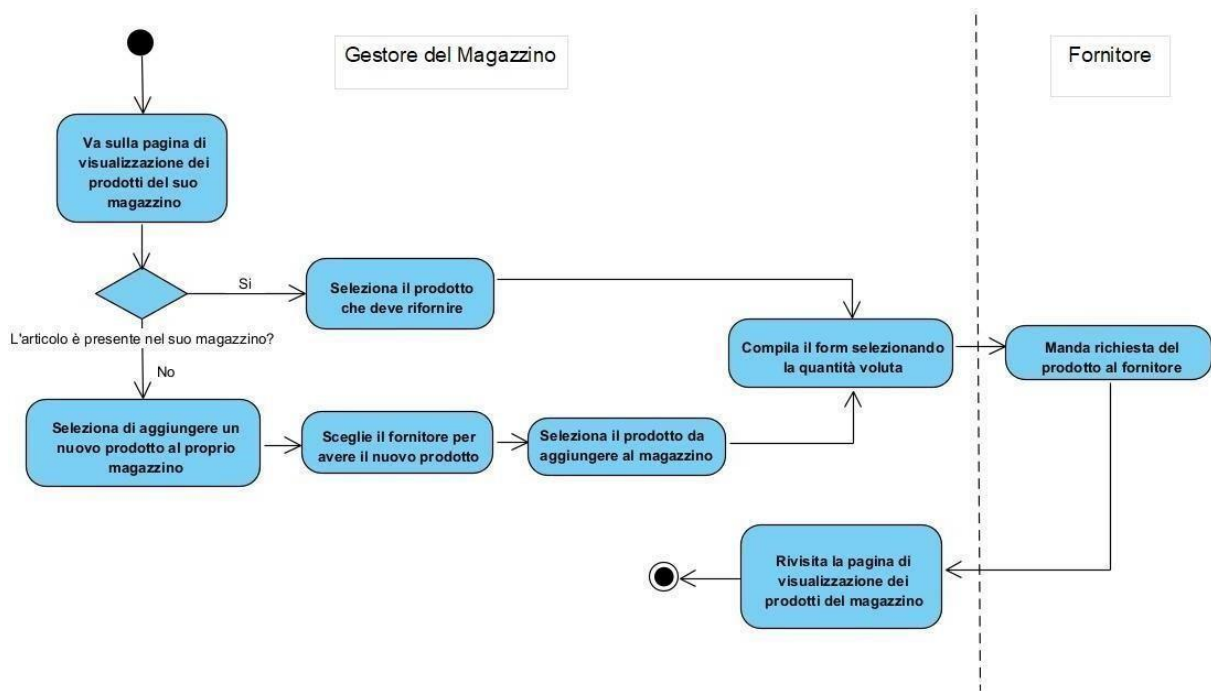 Gestore del Magazzino
Fornitore
Va sulla pagina di
visualizzazione dei
prodotti del suo
magazzino
Si
Seleziona il prodotto
che deve rifornire
L'articolo è presente nel suo magazzino?
Compila il form selezionando
la quantità voluta
Manda richiesta del
prodotto al fornitore
No
Seleziona di aggiungere un
nuovo prodotto al proprio
magazzino
Sceglie il fornitore per
avere il nuovo prodotto
Seleziona il prodotto da
aggiungere al magazzino
Rivisita la pagina di
visualizzazione dei
prodotti del magazzino